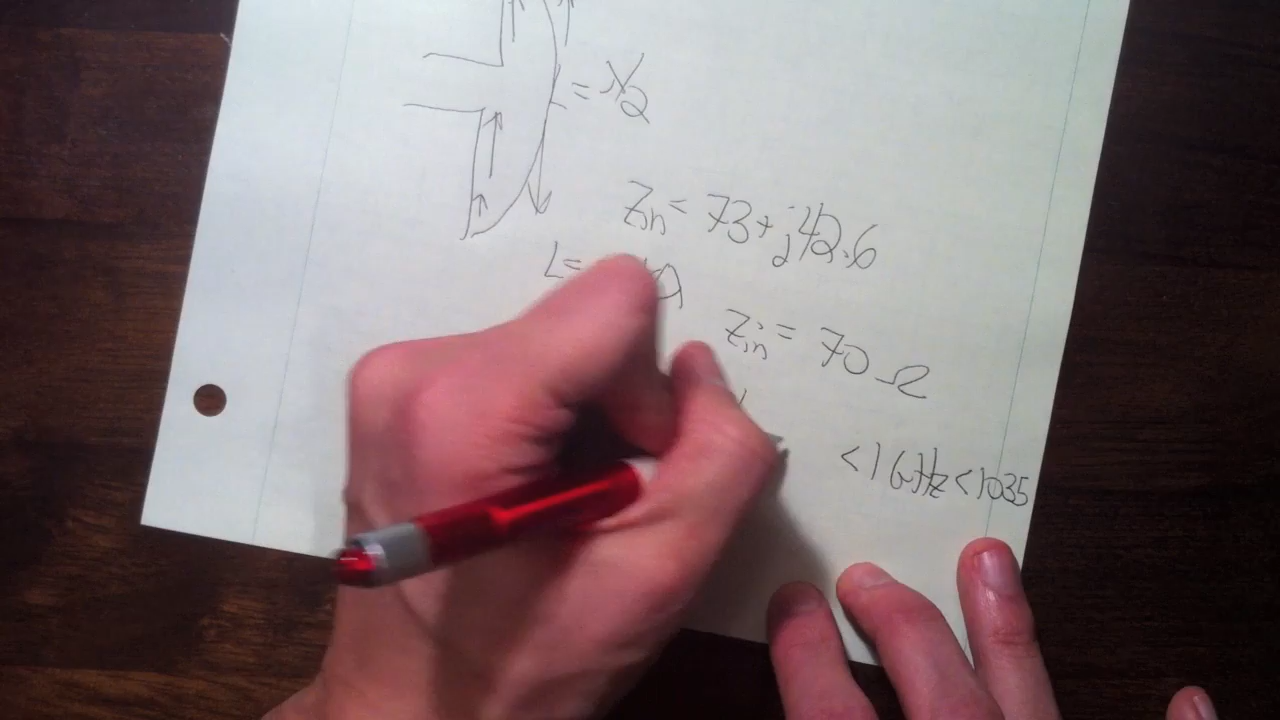 = λ/2
Zin = 73+j42.6
L=
Zin = 70 Ω
<1GHz<1035